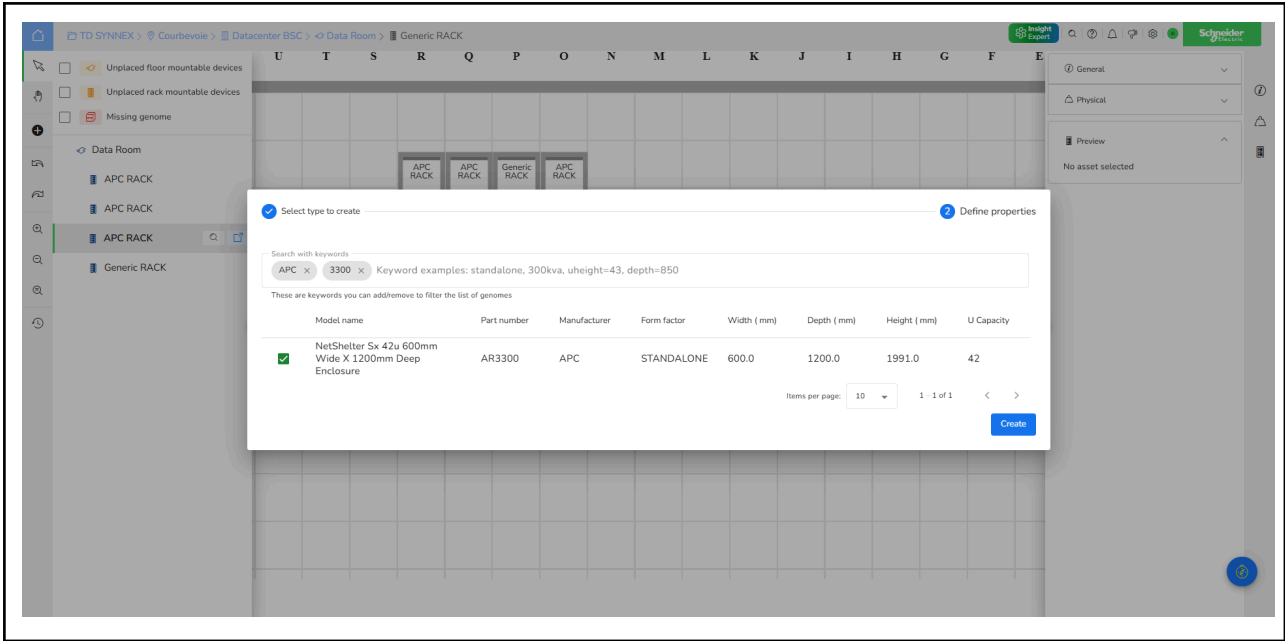 TD SYNNEX > Courbevoie > Datacenter BSC > Data Room > Generic RACK
Insight Expert
Schneider Electric
Unplaced floor mountable devices
Unplaced rack mountable devices
Missing genome
Data Room
APC RACK
APC RACK
APC RACK
Generic RACK
U T S R Q P O N M L K J I H G F E
APC RACK
APC RACK
Generic RACK
APC RACK
General
Physical
Preview
No asset selected
Select type to create
2 Define properties
Search with keywords
APC × 3300 × Keyword examples: standalone, 300kva, uheight=43, depth=850
These are keywords you can add/remove to filter the list of genomes
Model name Part number Manufacturer Form factor Width ( mm) Depth ( mm) Height ( mm) U Capacity
NetShelter Sx 42u 600mm
Wide X 1200mm Deep
Enclosure
AR3300 APC STANDALONE 600.0 1200.0 1991.0 42
Items per page: 10 1 – 1 of 1
Create